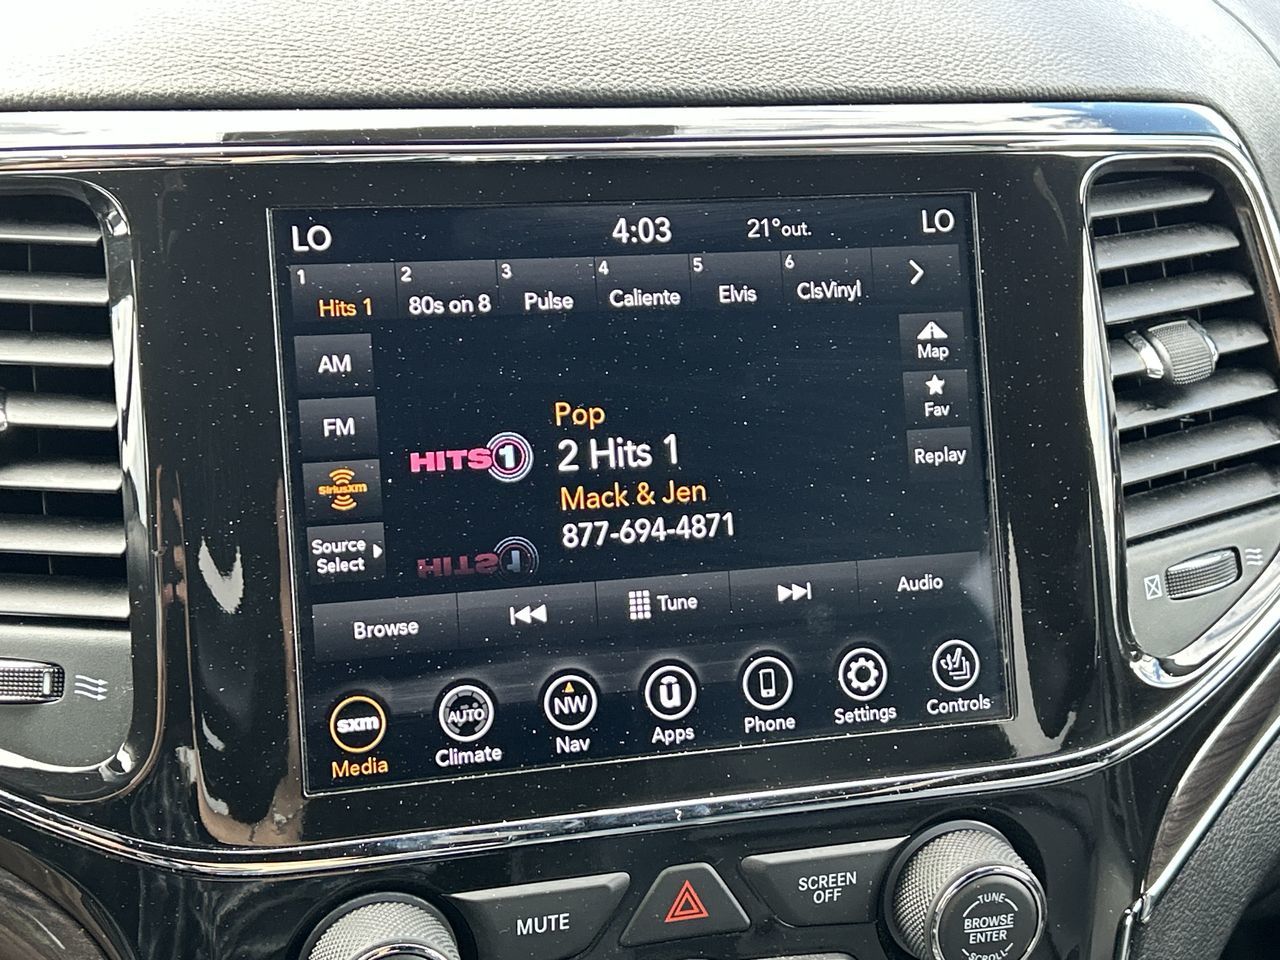 LO 4:03 21°out. LO
1 2 3 4 5 6
Hits 1 80s on 8 Pulse Caliente Elvis ClsVinyl
AM
FM
SiriusXM
Source
Select
HITS 1
Pop
2 Hits 1
Mack & Jen
877-694-4871
Map
Fav
Replay
Browse Tune Audio
sxm AUTO NW
Media Climate Nav Apps Phone Settings Controls
MUTE
SCREEN
OFF
TUNE
BROWSE
ENTER
SCROLL